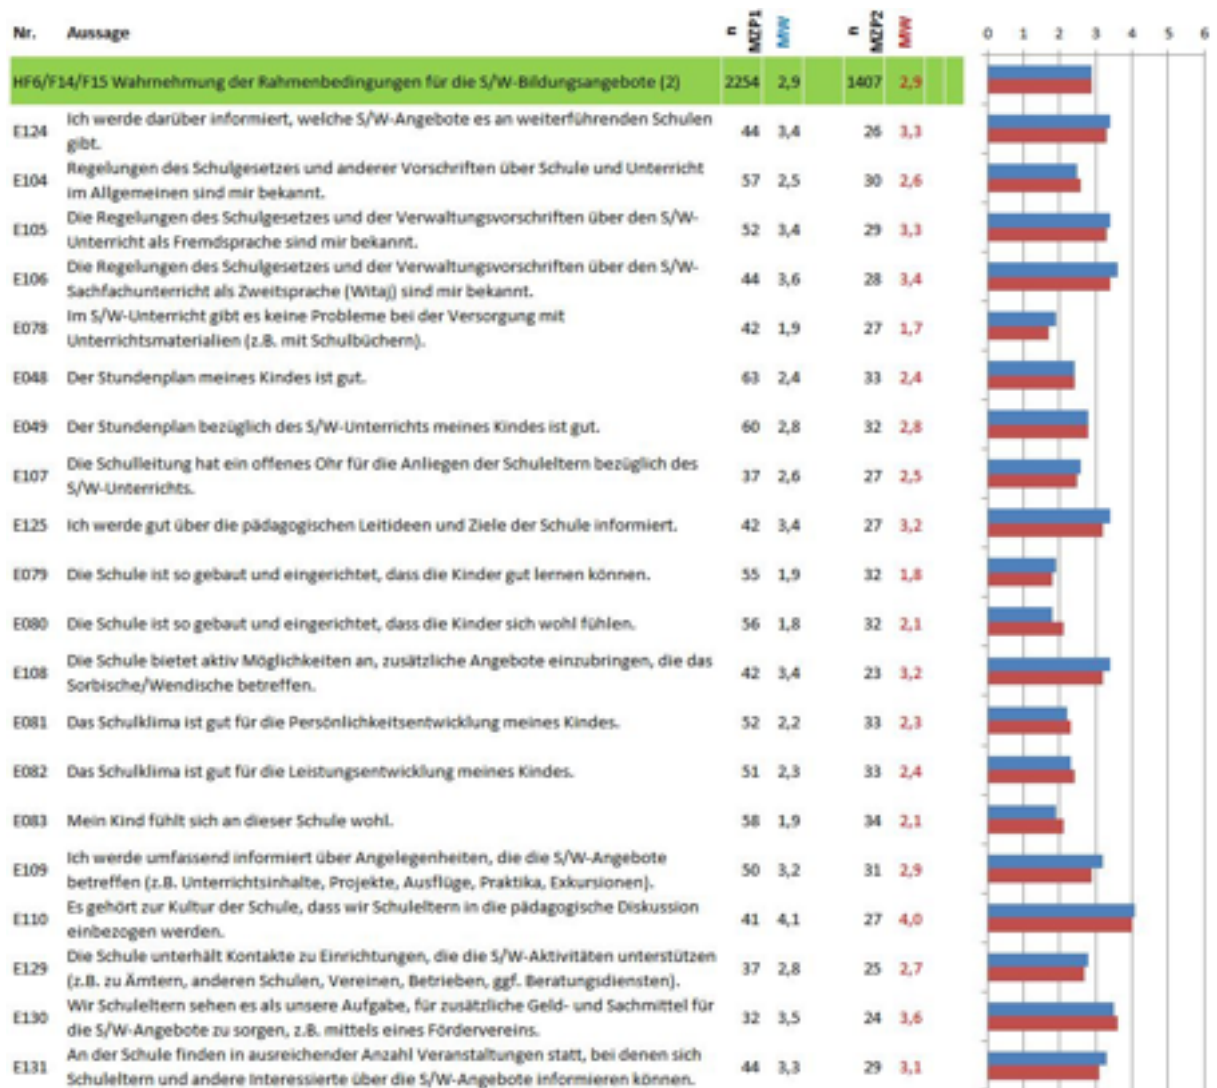 Nr. Aussage n MZP1 MW n MZP2 MW 0 1 2 3 4 5 6
HF6/F14/F15 Wahrnehmung der Rahmenbedingungen für die S/W-Bildungsangebote (2) 2254 2,9 1407 2,9
Ich werde darüber informiert, welche S/W-Angebote es an weiterführenden Schulen
E124 gibt. 44 3,4 26 3,3
Regelungen des Schulgesetzes und anderer Vorschriften über Schule und Unterricht
E104 im Allgemeinen sind mir bekannt. 57 2,5 30 2,6
Die Regelungen des Schulgesetzes und der Verwaltungsvorschriften über den S/W-
E105 Unterricht als Fremdsprache sind mir bekannt. 52 3,4 29 3,3
Die Regelungen des Schulgesetzes und der Verwaltungsvorschriften über den S/W-
E106 Sachfachunterricht als Zweitsprache (Witaj) sind mir bekannt. 44 3,6 28 3,4
Im S/W-Unterricht gibt es keine Probleme bei der Versorgung mit
E078 Unterrichtsmaterialien (z.B. mit Schulbüchern). 42 1,9 27 1,7
E048 Der Stundenplan meines Kindes ist gut. 63 2,4 33 2,4
E049 Der Stundenplan bezüglich des S/W-Unterrichts meines Kindes ist gut. 60 2,8 32 2,8
Die Schulleitung hat ein offenes Ohr für die Anliegen der Schuleltern bezüglich des
E107 S/W-Unterrichts. 37 2,6 27 2,5
E125 Ich werde gut über die pädagogischen Leitideen und Ziele der Schule informiert. 42 3,4 27 3,2
E079 Die Schule ist so gebaut und eingerichtet, dass die Kinder gut lernen können. 55 1,9 32 1,8
E080 Die Schule ist so gebaut und eingerichtet, dass die Kinder sich wohl fühlen. 56 1,8 32 2,1
Die Schule bietet aktiv Möglichkeiten an, zusätzliche Angebote einzubringen, die das
E108 Sorbische/Wendische betreffen. 42 3,4 23 3,2
E081 Das Schulklima ist gut für die Persönlichkeitsentwicklung meines Kindes. 52 2,2 33 2,3
E082 Das Schulklima ist gut für die Leistungsentwicklung meines Kindes. 51 2,3 33 2,4
E083 Mein Kind fühlt sich an dieser Schule wohl. 58 1,9 34 2,1
Ich werde umfassend informiert über Angelegenheiten, die die S/W-Angebote
E109 betreffen (z.B. Unterrichtsinhalte, Projekte, Ausflüge, Praktika, Exkursionen). 50 3,2 31 2,9
Es gehört zur Kultur der Schule, dass wir Schuleltern in die pädagogische Diskussion
E110 einbezogen werden. 41 4,1 27 4,0
Die Schule unterhält Kontakte zu Einrichtungen, die die S/W-Aktivitäten unterstützen
E129 (z.B. zu Ämtern, anderen Schulen, Vereinen, Betrieben, ggf. Beratungsdiensten). 37 2,8 25 2,7
Wir Schuleltern sehen es als unsere Aufgabe, für zusätzliche Geld- und Sachmittel für
E130 die S/W-Angebote zu sorgen, z.B. mittels eines Fördervereins. 32 3,5 24 3,6
An der Schule finden in ausreichender Anzahl Veranstaltungen statt, bei denen sich
E131 Schuleltern und andere Interessierte über die S/W-Angebote informieren können. 44 3,3 29 3,1